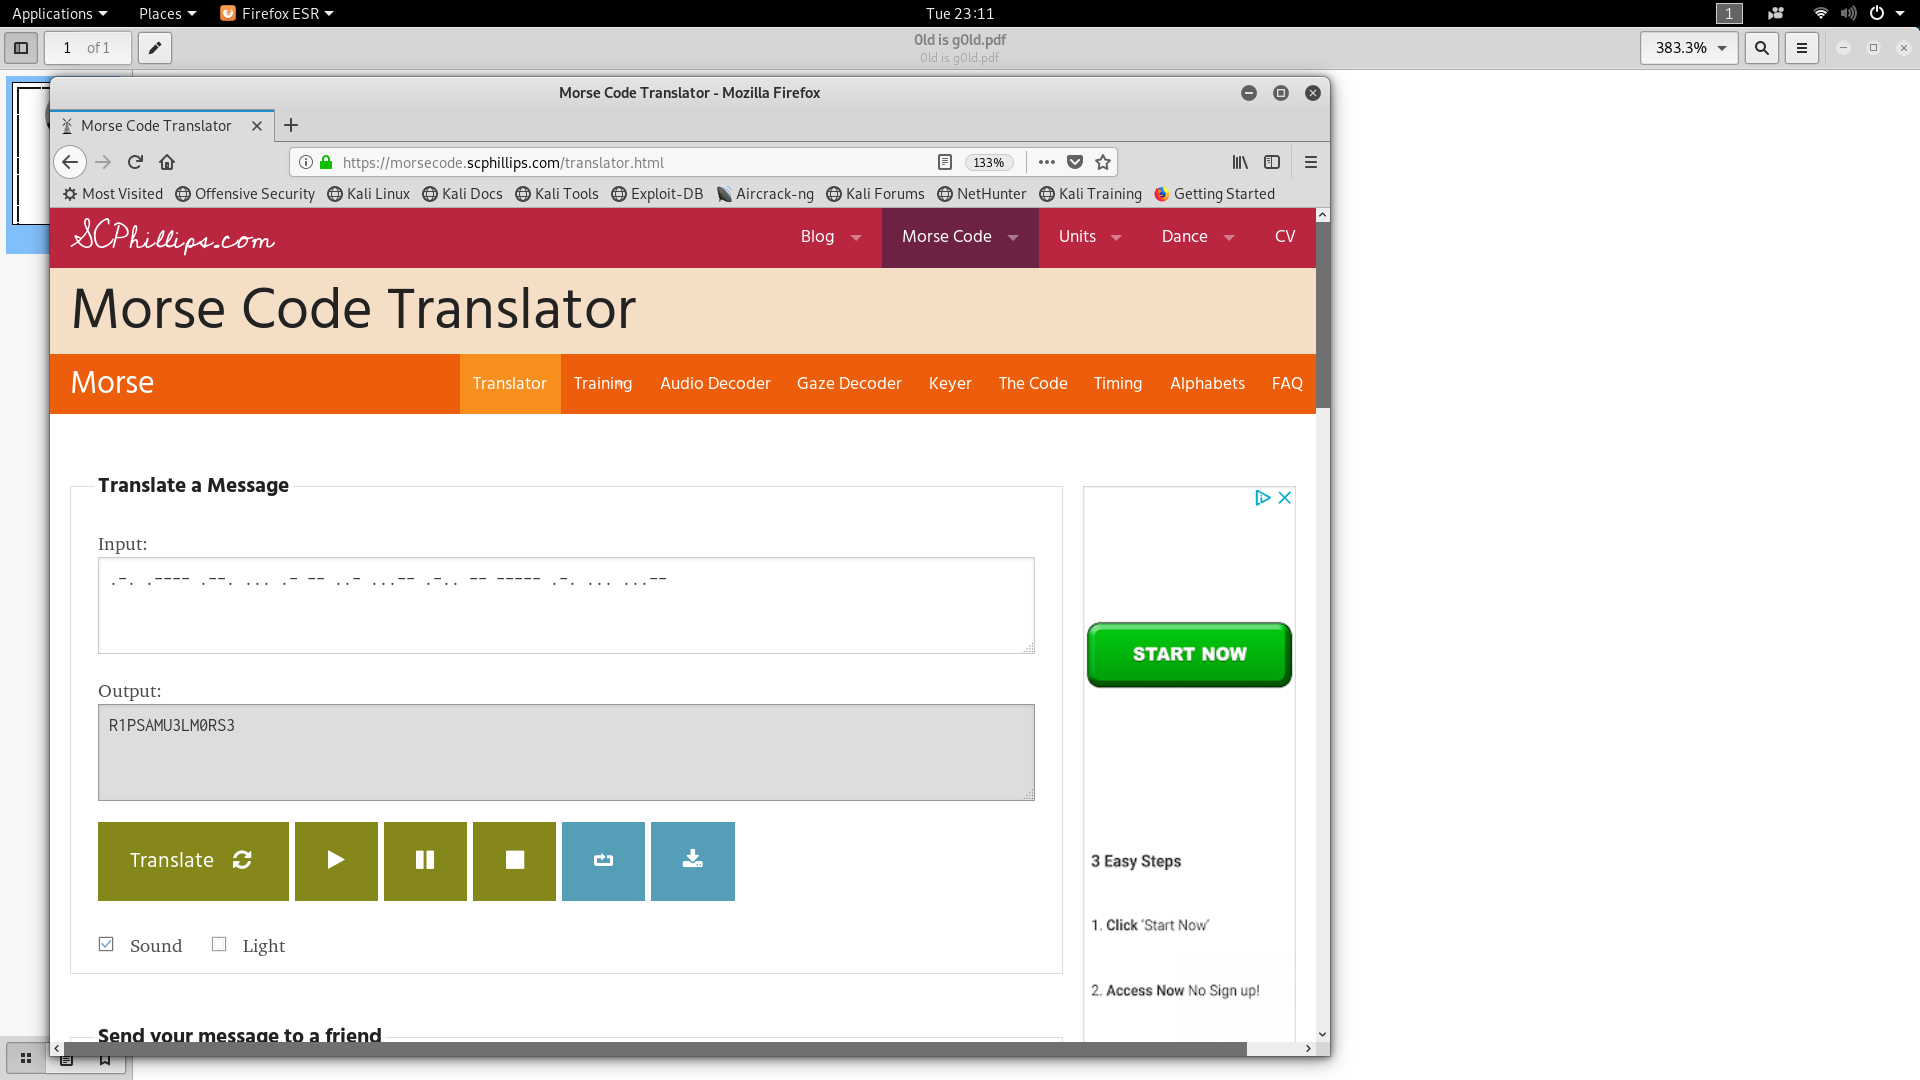 Applications Places Firefox ESR Tue 23:11 1
1 of 1 0ld is g0ld.pdf 383.3%
0ld is g0ld.pdf
Morse Code Translator - Mozilla Firefox
Morse Code Translator
https://morsecode.scphillips.com/translator.html 133%
Most Visited Offensive Security Kali Linux Kali Docs Kali Tools Exploit-DB Aircrack-ng Kali Forums NetHunter Kali Training Getting Started
SCPhillips.com Blog Morse Code Units Dance CV
Morse Code Translator
Morse Translator Training Audio Decoder Gaze Decoder Keyer The Code Timing Alphabets FAQ
Translate a Message
Input:
.-. .---- .--. ... .- -- ..- ...-- .-.. -- ----- .-. ... ...--
Output:
R1PSAMU3LM0RS3
Translate
Sound Light
Send your message to a friend
START NOW
3 Easy Steps
1. Click ‘Start Now’
2. Access Now No Sign up!